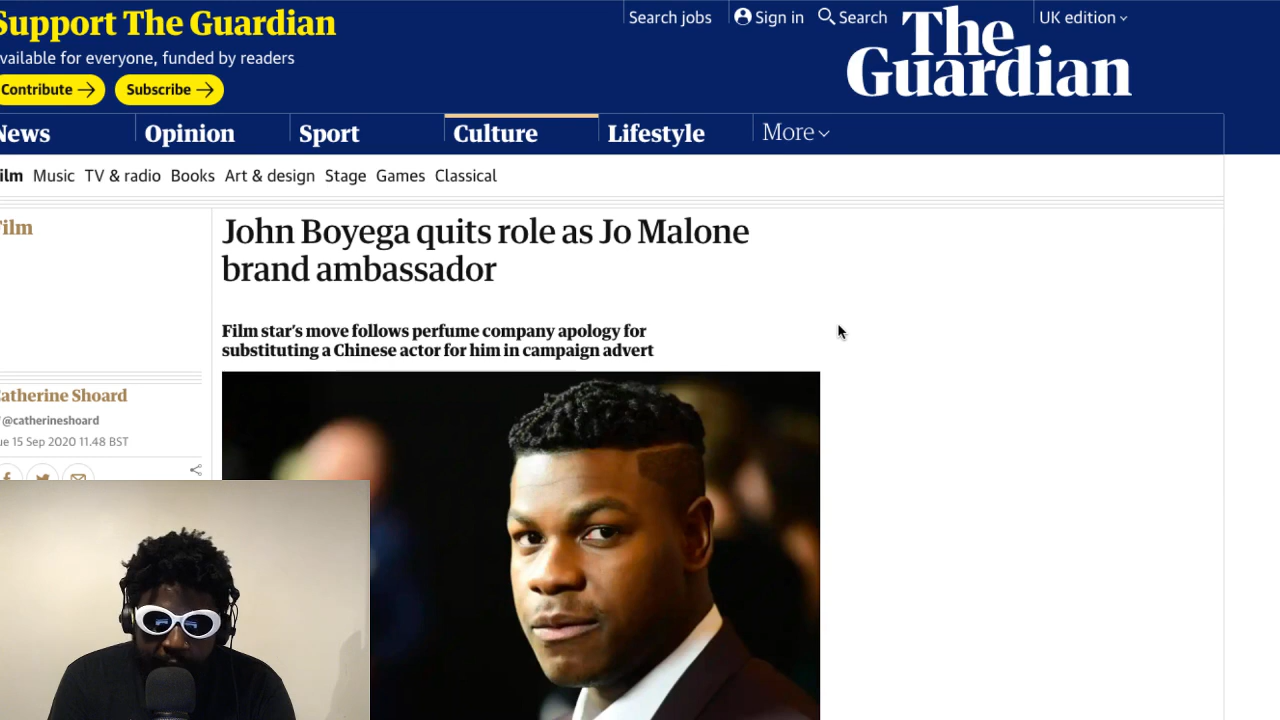 Support The Guardian
vailable for everyone, funded by readers
Contribute →
Subscribe →
Search jobs
Sign in
Search
UK edition
The Guardian
News
Opinion
Sport
Culture
Lifestyle
More
ilm Music TV & radio Books Art & design Stage Games Classical
Film
John Boyega quits role as Jo Malone
brand ambassador
Film star's move follows perfume company apology for
substituting a Chinese actor for him in campaign advert
Catherine Shoard
@catherineshoard
ue 15 Sep 2020 11.48 BST